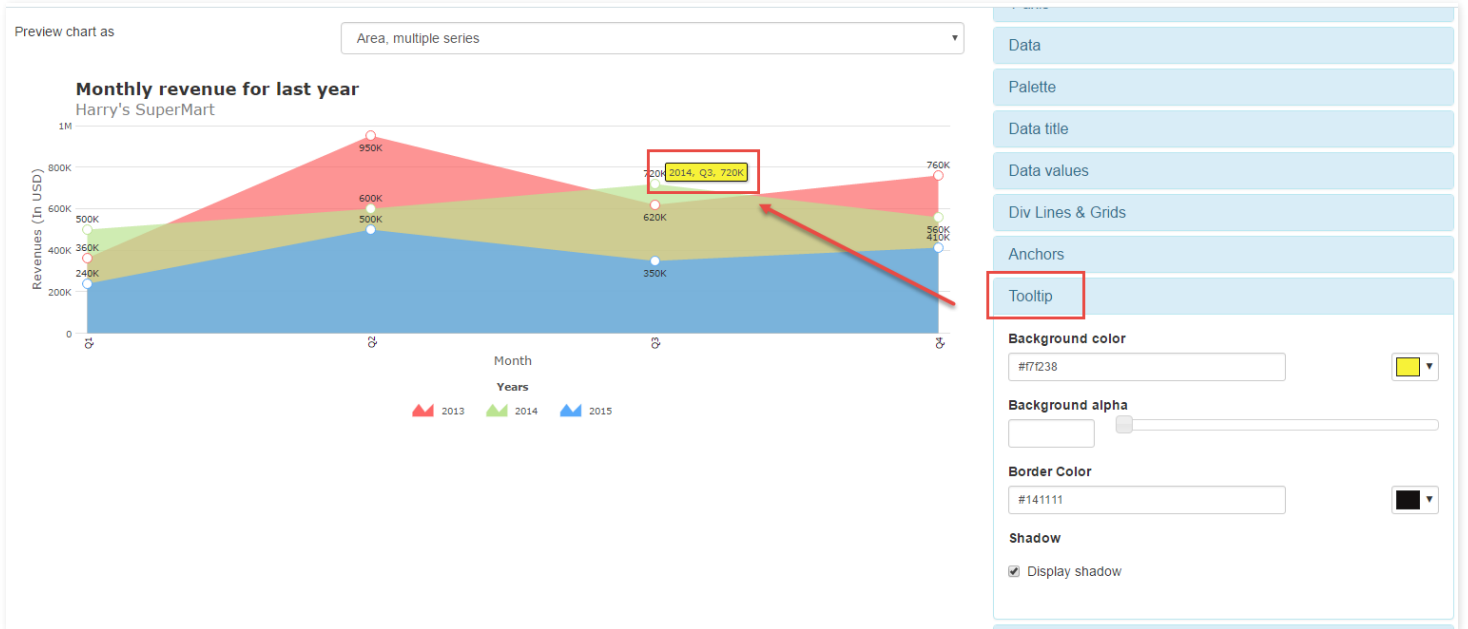 Preview chart as
Area, multiple series
Monthly revenue for last year
Harry's SuperMart
Revenues (In USD)
1M
800K
600K
400K
200K
0
950K
720K
2014, Q3, 720K
760K
600K
500K
500K
620K
560K
410K
360K
240K
350K
Q1
Q2
Q3
Q4
Month
Years
2013
2014
2015
Data
Palette
Data title
Data values
Div Lines & Grids
Anchors
Tooltip
Background color
#f7f238
Background alpha
Border Color
#141111
Shadow
Display shadow